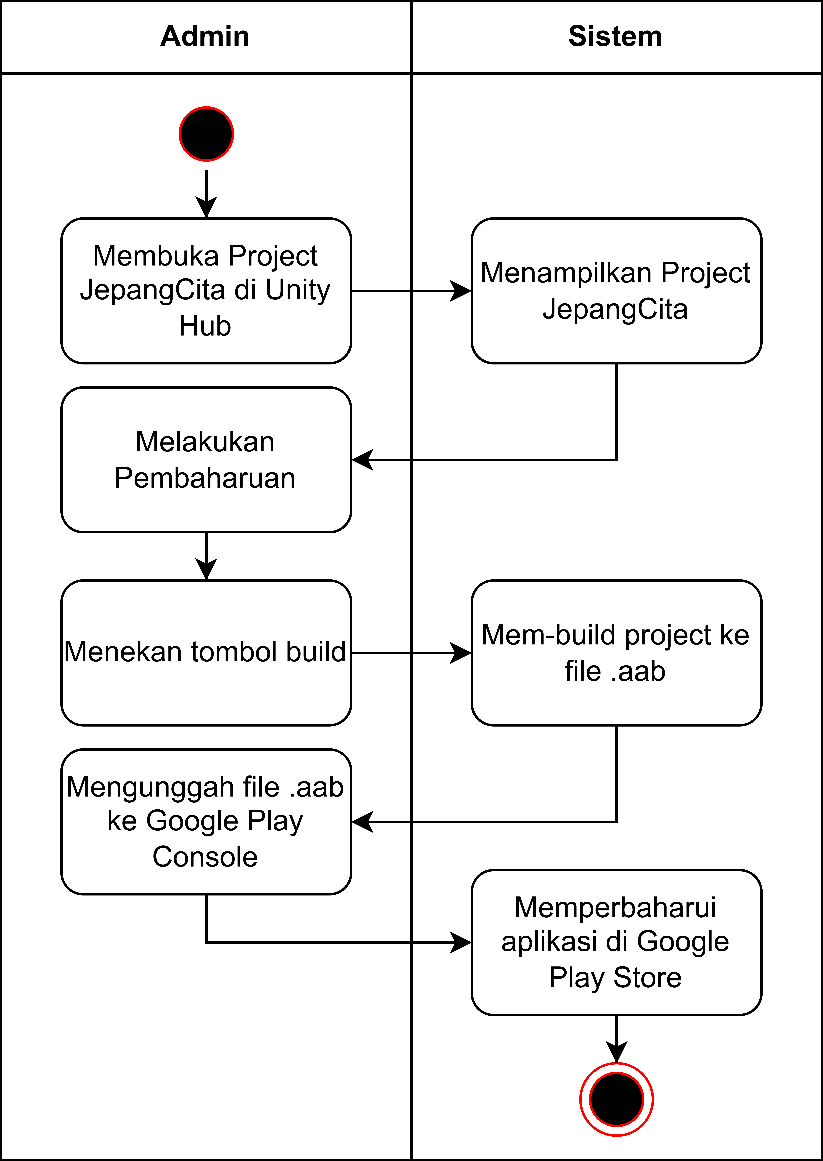 Admin
Sistem
Membuka Project
JepangCita di Unity
Hub
Menampilkan Project
JepangCita
Melakukan
Pembaharuan
Menekan tombol build
Mem-build project ke
file .aab
Mengunggah file .aab
ke Google Play
Console
Memperbaharui
aplikasi di Google
Play Store